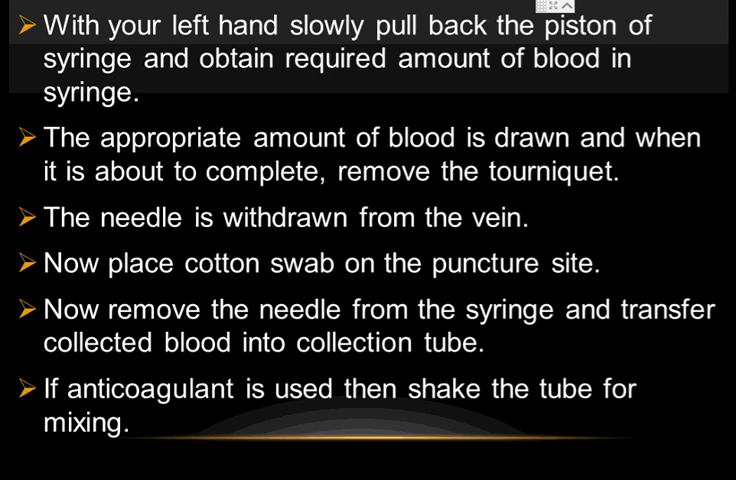 With your left hand slowly pull back the piston of
syringe and obtain required amount of blood in
syringe.
The appropriate amount of blood is drawn and when
it is about to complete, remove the tourniquet.
The needle is withdrawn from the vein.
Now place cotton swab on the puncture site.
Now remove the needle from the syringe and transfer
collected blood into collection tube.
If anticoagulant is used then shake the tube for
mixing.